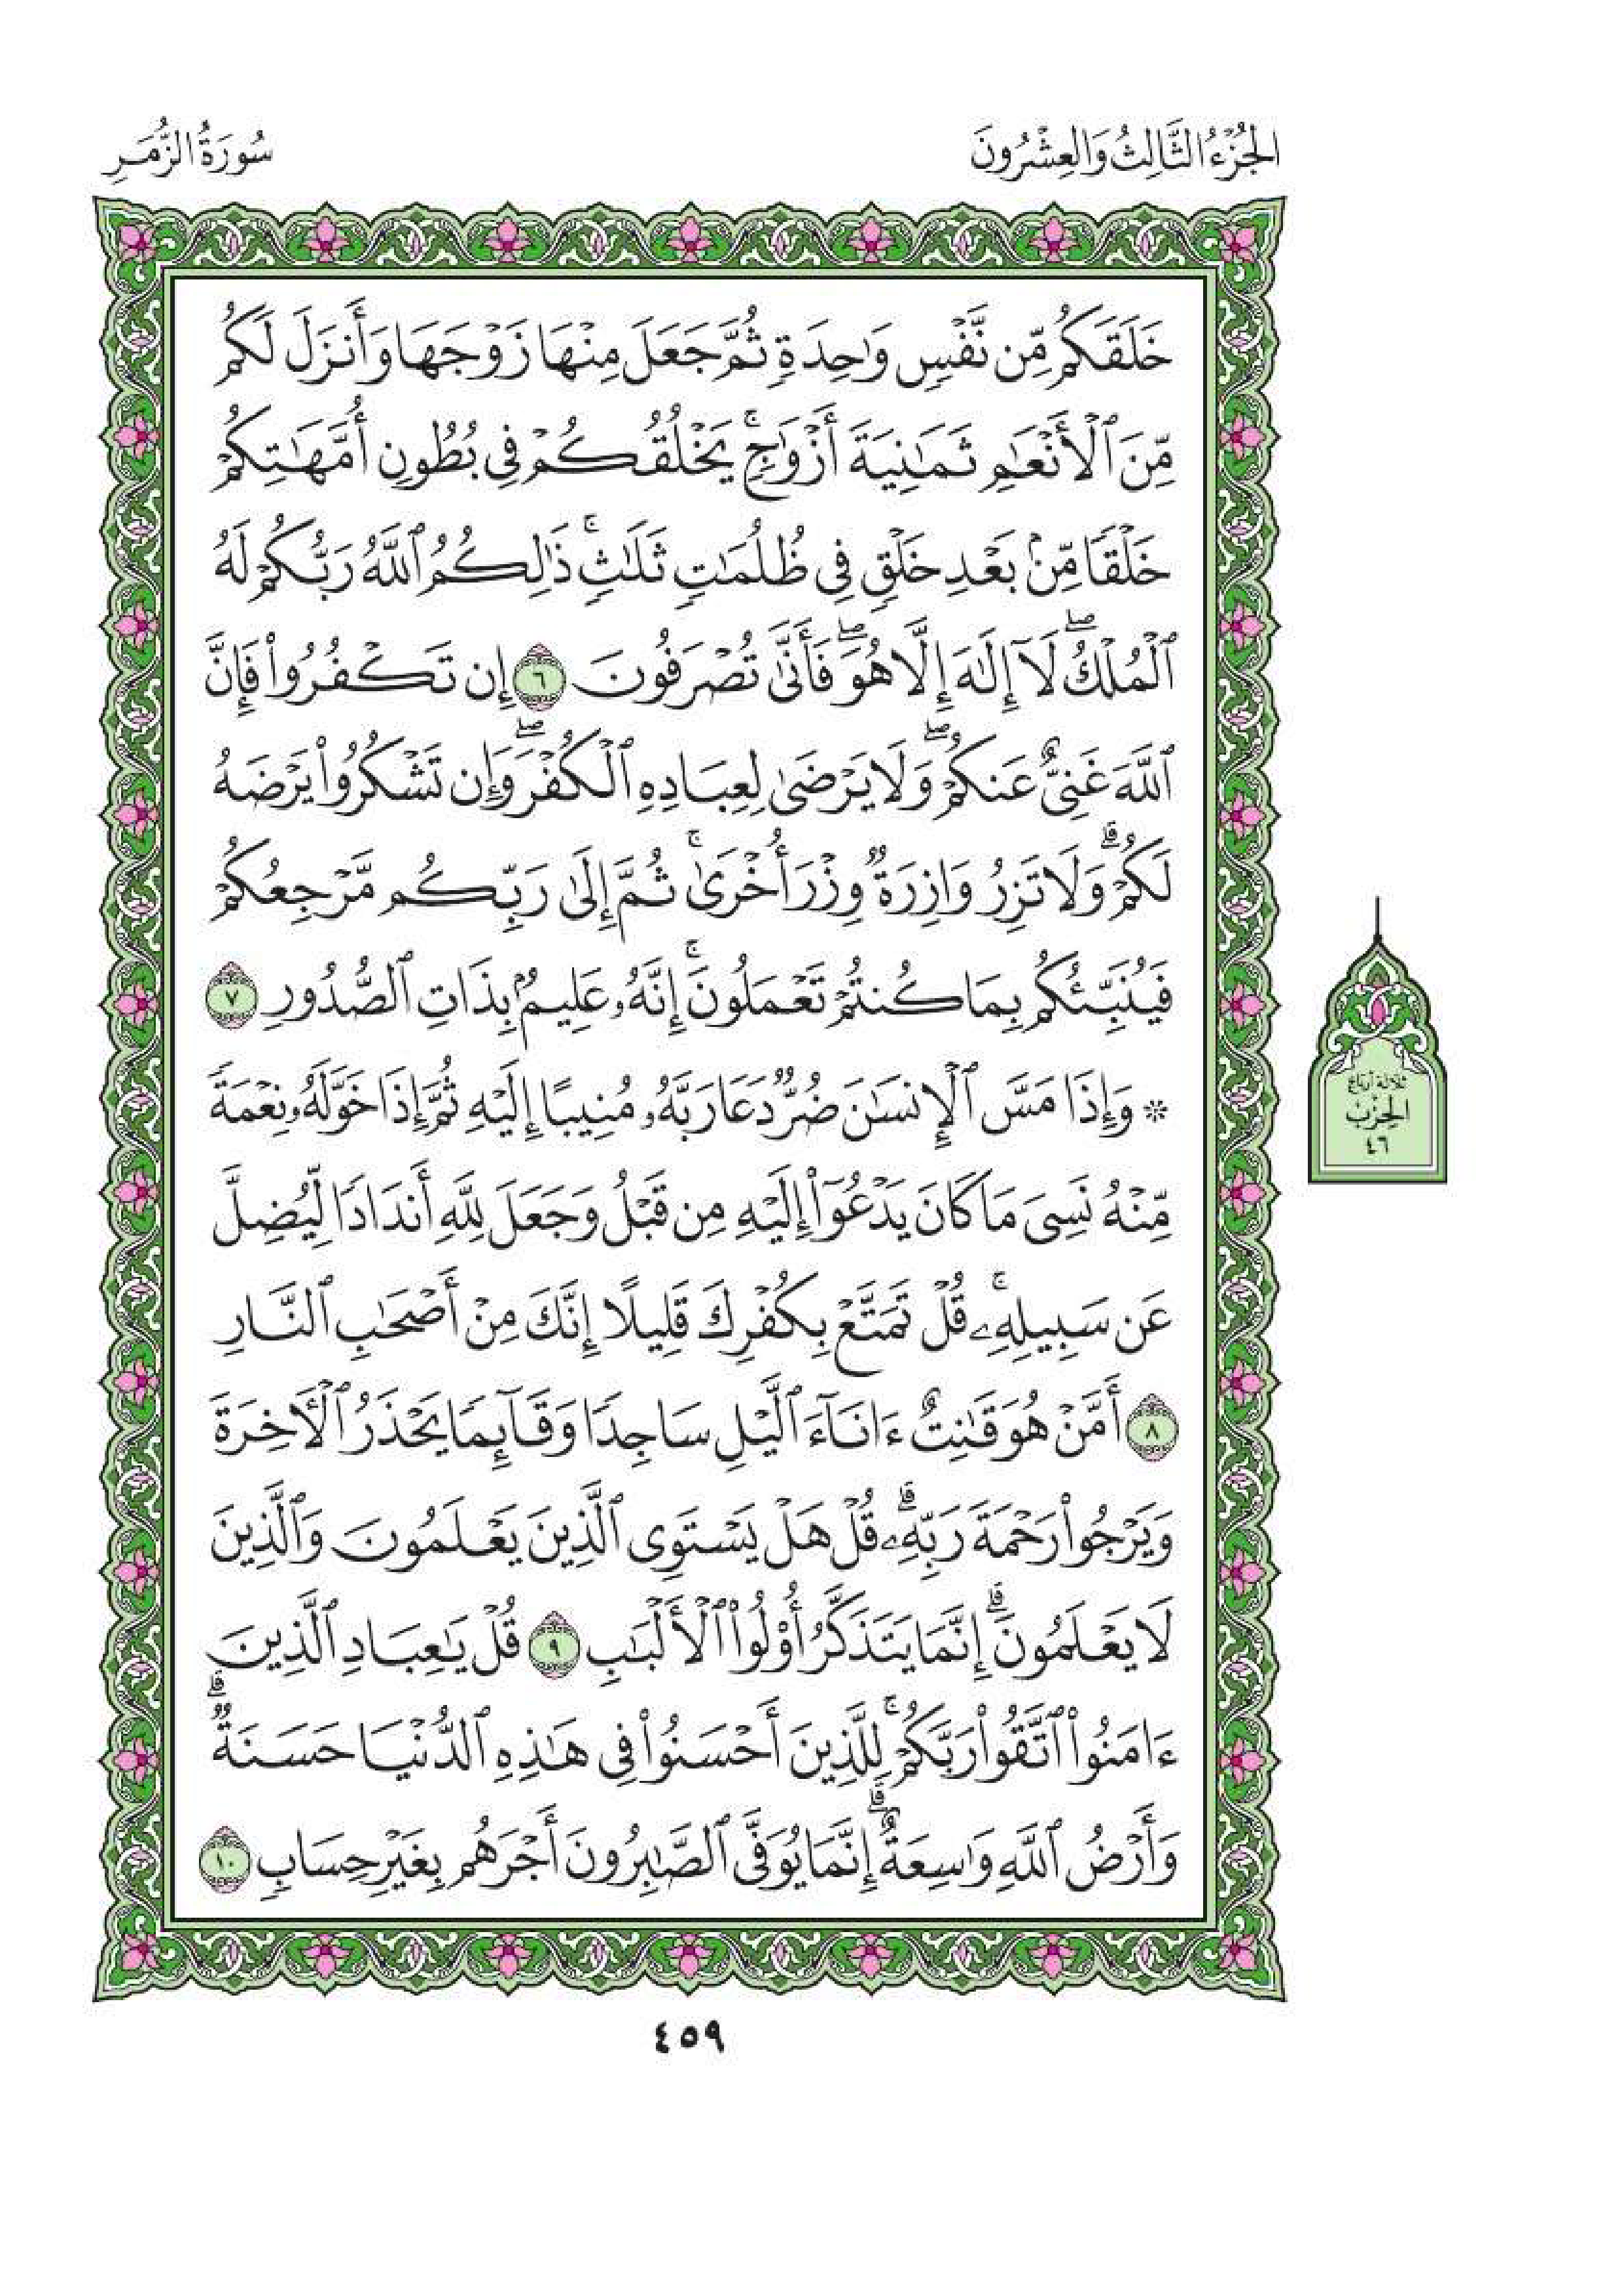 الجُزْءُ الثَّالِثُ وَالعِشْرُونَ
سُورَةُ الزُّمَرِ
خَلَقَكُم مِّن نَّفۡسٖ وَٰحِدَةٖ ثُمَّ جَعَلَ مِنۡهَا زَوۡجَهَا وَأَنزَلَ لَكُم
مِّنَ ٱلۡأَنۡعَٰمِ ثَمَٰنِيَةَ أَزۡوَٰجٖۚ يَخۡلُقُكُمۡ فِي بُطُونِ أُمَّهَٰتِكُمۡ
خَلۡقٗا مِّنۢ بَعۡدِ خَلۡقٖ فِي ظُلُمَٰتٖ ثَلَٰثٖۚ ذَٰلِكُمُ ٱللَّهُ رَبُّكُمۡ لَهُ
ٱلۡمُلۡكُۖ لَآ إِلَٰهَ إِلَّا هُوَۖ فَأَنَّىٰ تُصۡرَفُونَ ٦ إِن تَكۡفُرُواْ فَإِنَّ
ٱللَّهَ غَنِيٌّ عَنكُمۡۖ وَلَا يَرۡضَىٰ لِعِبَادِهِ ٱلۡكُفۡرَۖ وَإِن تَشۡكُرُواْ يَرۡضَهُ
لَكُمۡۗ وَلَا تَزِرُ وَازِرَةٞ وِزۡرَ أُخۡرَىٰۚ ثُمَّ إِلَىٰ رَبِّكُم مَّرۡجِعُكُمۡ
فَيُنَبِّئُكُم بِمَا كُنتُمۡ تَعۡمَلُونَۚ إِنَّهُۥ عَلِيمُۢ بِذَاتِ ٱلصُّدُورِ ٧
۞ وَإِذَا مَسَّ ٱلۡإِنسَٰنَ ضُرّٞ دَعَا رَبَّهُۥ مُنِيبًا إِلَيۡهِ ثُمَّ إِذَا خَوَّلَهُۥ نِعۡمَةٗ
مِّنۡهُ نَسِيَ مَا كَانَ يَدۡعُوٓاْ إِلَيۡهِ مِن قَبۡلُ وَجَعَلَ لِلَّهِ أَندَادٗا لِّيُضِلَّ
عَن سَبِيلِهِۦۚ قُلۡ تَمَتَّعۡ بِكُفۡرِكَ قَلِيلًا إِنَّكَ مِنۡ أَصۡحَٰبِ ٱلنَّارِ
٨ أَمَّنۡ هُوَ قَٰنِتٌ ءَانَآءَ ٱلَّيۡلِ سَاجِدٗا وَقَآئِمٗا يَحۡذَرُ ٱلۡأٓخِرَةَ
وَيَرۡجُواْ رَحۡمَةَ رَبِّهِۦۗ قُلۡ هَلۡ يَسۡتَوِي ٱلَّذِينَ يَعۡلَمُونَ وَٱلَّذِينَ
لَا يَعۡلَمُونَۗ إِنَّمَا يَتَذَكَّرُ أُوْلُواْ ٱلۡأَلۡبَٰبِ ٩ قُلۡ يَٰعِبَادِ ٱلَّذِينَ
ءَامَنُواْ ٱتَّقُواْ رَبَّكُمۡۚ لِلَّذِينَ أَحۡسَنُواْ فِي هَٰذِهِ ٱلدُّنۡيَا حَسَنَةٞۗ
وَأَرۡضُ ٱللَّهِ وَٰسِعَةٌۗ إِنَّمَا يُوَفَّى ٱلصَّٰبِرُونَ أَجۡرَهُم بِغَيۡرِ حِسَابٖ ١٠
ثلاثة أرباع
الحِزْب
٤٦
٤٥٩